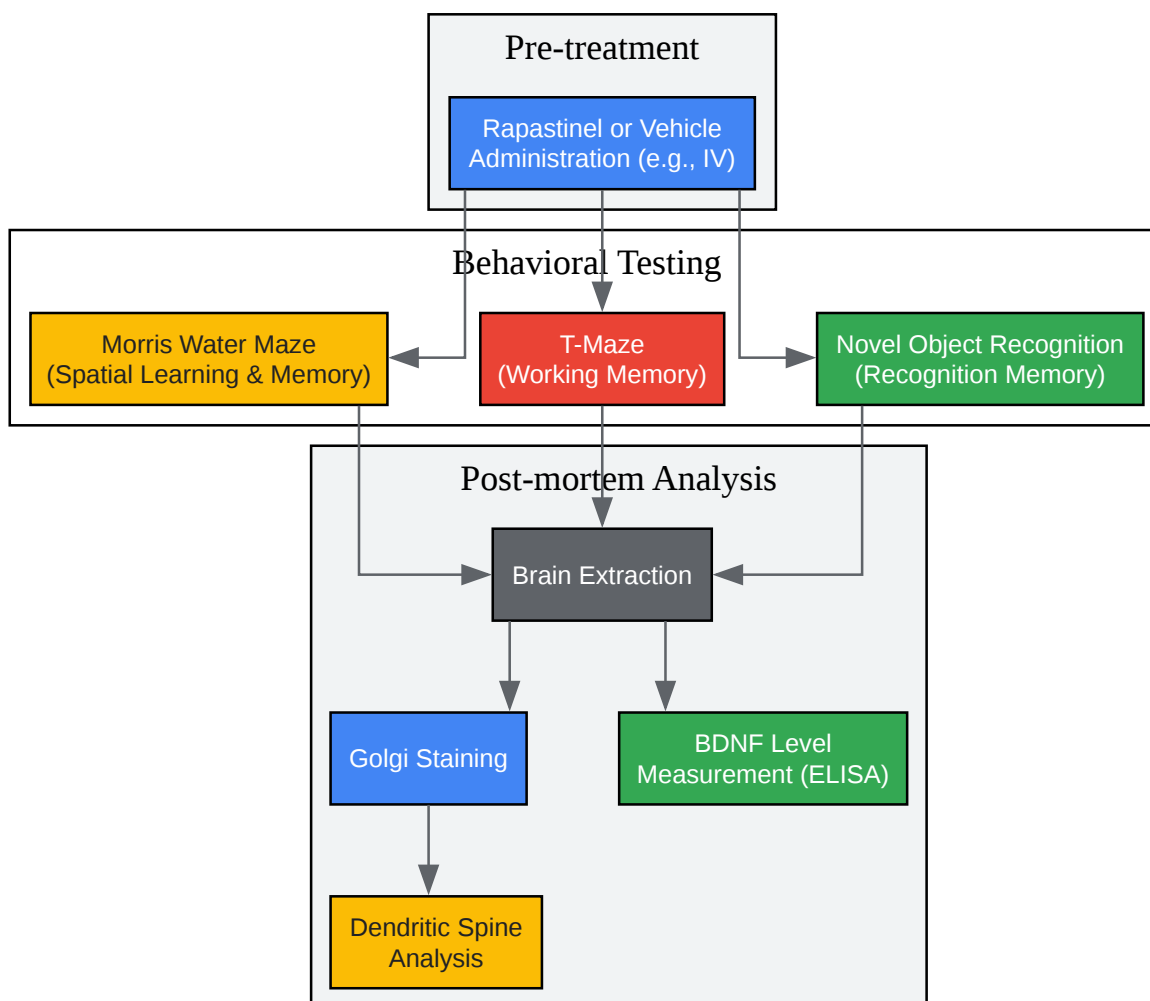 Pre-treatment
Rapastinel or Vehicle
Administration (e.g., IV)
Behavioral Testing
Morris Water Maze
(Spatial Learning & Memory)
T-Maze
(Working Memory)
Novel Object Recognition
(Recognition Memory)
Post-mortem Analysis
Brain Extraction
Golgi Staining
BDNF Level
Measurement (ELISA)
Dendritic Spine
Analysis